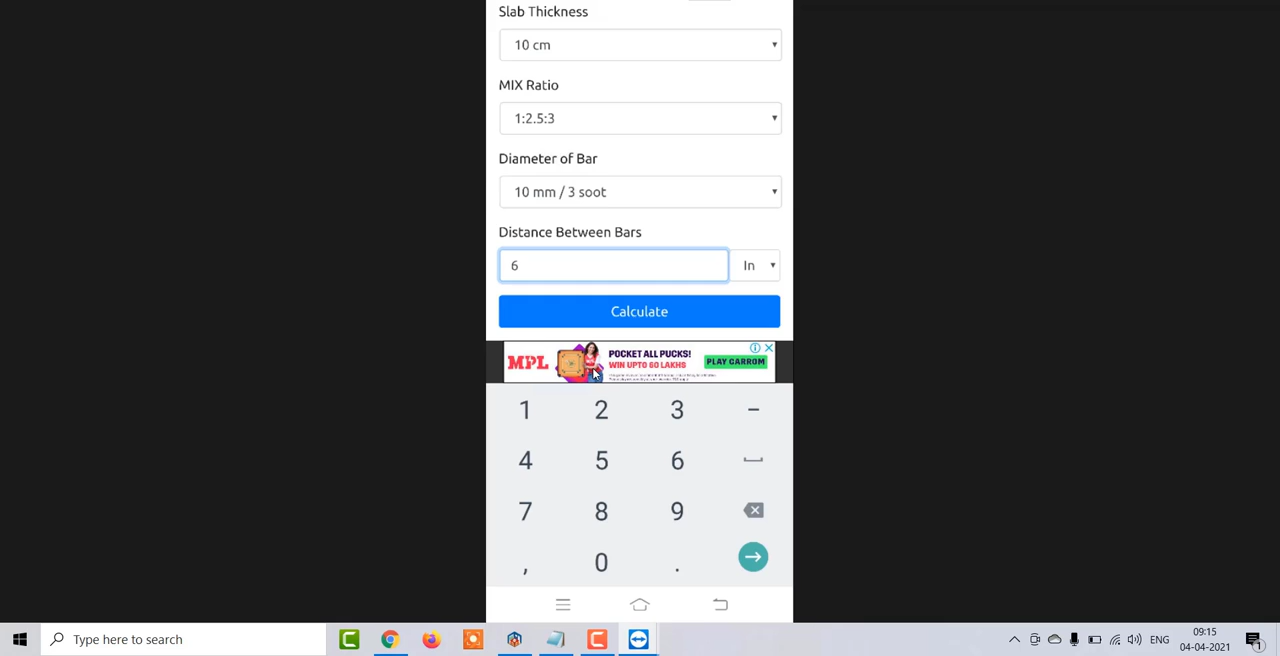 Slab Thickness
10 cm
MIX Ratio
1:2.5:3
Diameter of Bar
10 mm / 3 soot
Distance Between Bars
6 In
Calculate
MPL
POCKET ALL PUCKS!
WIN UPTO 60 LAKHS
PLAY CARROM
1 2 3 -
4 5 6
7 8 9
, 0 .
Type here to search
ENG
09:15
04-04-2021
1